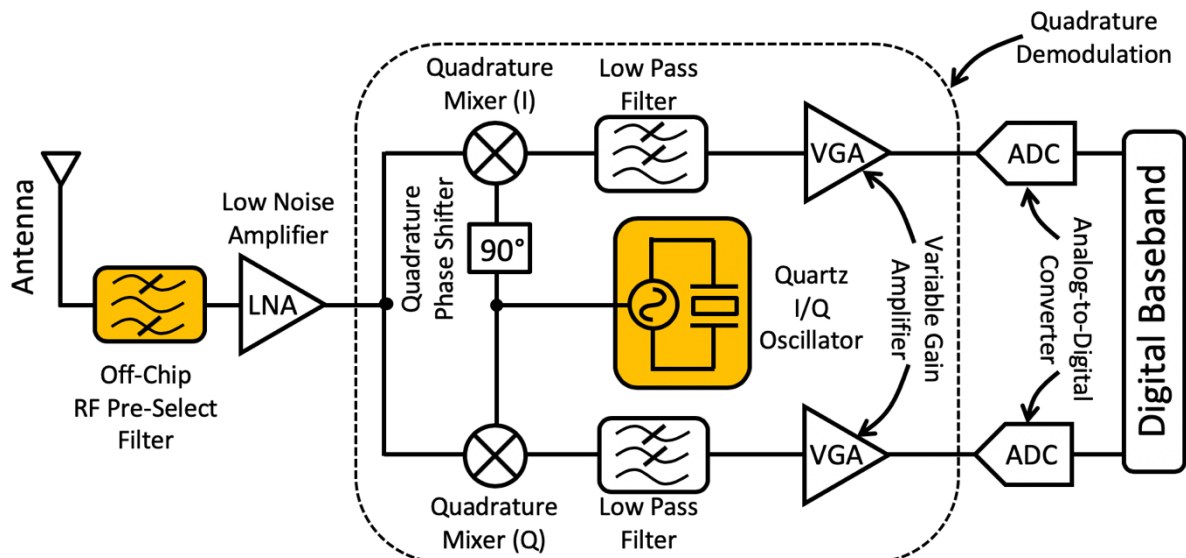 Quadrature
Demodulation
Quadrature
Mixer (I)
Low Pass
Filter
VGA
ADC
Antenna
Low Noise
Amplifier
LNA
Quadrature
Phase Shifter
90°
Quartz
I/Q
Oscillator
Variable Gain
Amplifier
Analog-to-Digital
Converter
Digital Baseband
Off-Chip
RF Pre-Select
Filter
Quadrature
Mixer (Q)
Low Pass
Filter
VGA
ADC